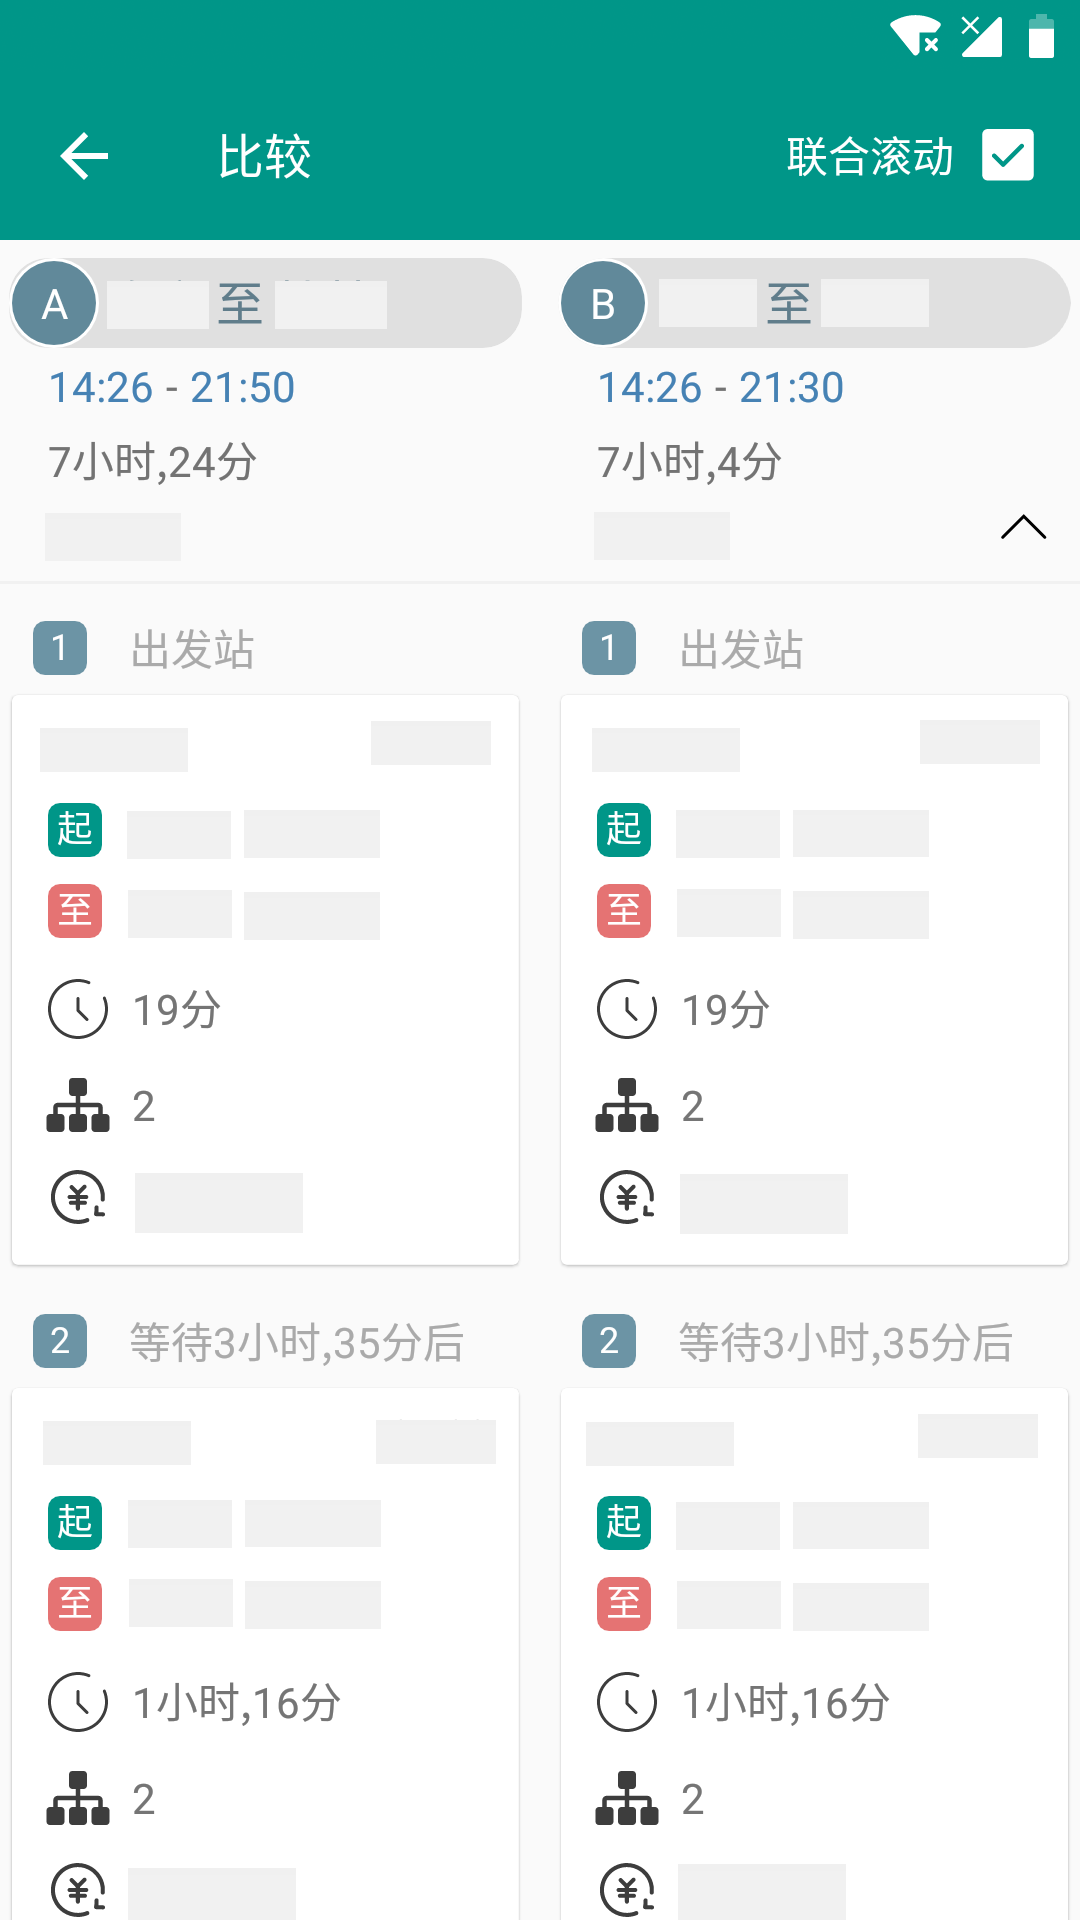 比较
联合滚动
A 至
B 至
14:26 - 21:50
14:26 - 21:30
7小时,24分
7小时,4分
1 出发站
1 出发站
起
起
至
至
19分
19分
2
2
2 等待3小时,35分后
2 等待3小时,35分后
起
起
至
至
1小时,16分
1小时,16分
2
2